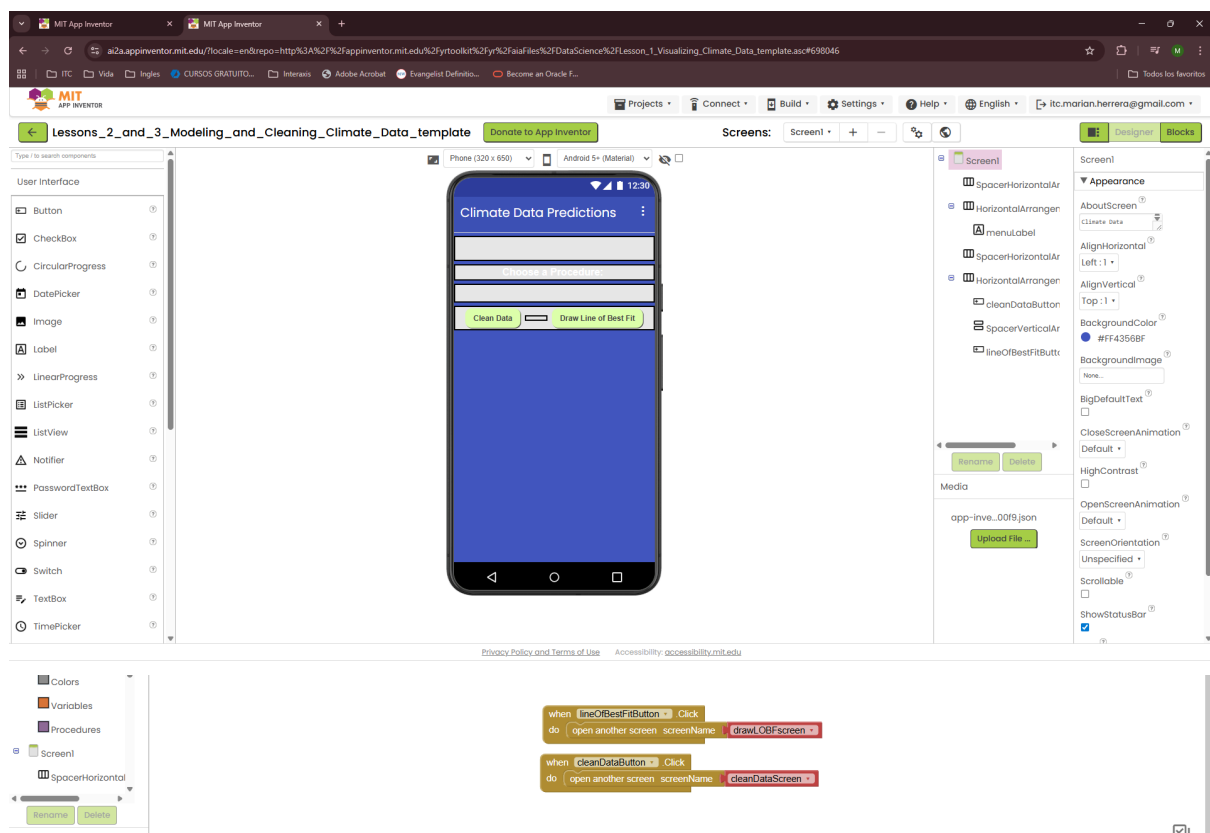 MIT App Inventor
MIT App Inventor
ai2a.appinventor.mit.edu/?locale=en&repo=http%3A%2F%2Fappinventor.mit.edu%2Fyrtoolkit%2Fyr%2FaiaFiles%2FDataScience%2FLesson_1_Visualizing_Climate_Data_template.asc#698046
M
ITC Vida Ingles CURSOS GRATUITO... Interaxis Adobe Acrobat Evangelist Definitio... Become an Oracle F...
Todos los favoritos
MIT
APP INVENTOR
Projects Connect Build Settings Help English itc.marian.herrera@gmail.com
Lessons_2_and_3_Modeling_and_Cleaning_Climate_Data_template
Donate to App Inventor
Screens: Screen1 + −
Designer Blocks
Type / to search components
User Interface
Button
CheckBox
CircularProgress
DatePicker
Image
Label
LinearProgress
ListPicker
ListView
Notifier
PasswordTextBox
Slider
Spinner
Switch
TextBox
TimePicker
Phone (320 x 650) Android 5+ (Material)
12:30
Climate Data Predictions
Choose a Procedure:
Clean Data Draw Line of Best Fit
Screen1
SpacerHorizontalAr
HorizontalArrangen
menuLabel
SpacerHorizontalAr
HorizontalArrangen
cleanDataButton
SpacerVerticalAr
lineOfBestFitButto
Rename Delete
Media
app-inve...00f9.json
Upload File ...
Screen1
Appearance
AboutScreen
Climate Data
AlignHorizontal
Left : 1
AlignVertical
Top : 1
BackgroundColor
#FF4356BF
BackgroundImage
None...
BigDefaultText
CloseScreenAnimation
Default
HighContrast
OpenScreenAnimation
Default
ScreenOrientation
Unspecified
Scrollable
ShowStatusBar
Privacy Policy and Terms of Use Accessibility: accessibility.mit.edu
Colors
Variables
Procedures
Screen1
SpacerHorizontal
Rename Delete
when lineOfBestFitButton .Click
do open another screen screenName drawLOBFscreen
when cleanDataButton .Click
do open another screen screenName cleanDataScreen